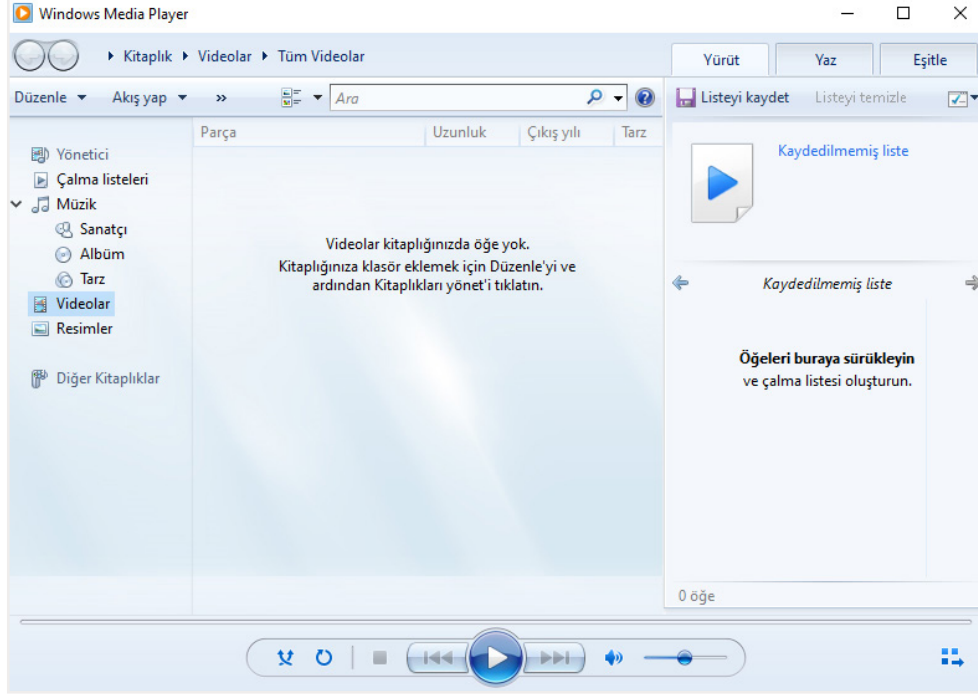 Windows Media Player
Kitaplık Videolar Tüm Videolar
Yürüt Yaz Eşitle
Düzenle Akış yap » Ara
Listeyi kaydet Listeyi temizle
Parça Uzunluk Çıkış yılı Tarz
Yönetici
Çalma listeleri
Müzik
Sanatçı
Albüm
Tarz
Videolar
Resimler
Diğer Kitaplıklar
Videolar kitaplığınızda öğe yok.
Kitaplığınıza klasör eklemek için Düzenle'yi ve
ardından Kitaplıkları yönet'i tıklatın.
Kaydedilmemiş liste
Kaydedilmemiş liste
Öğeleri buraya sürükleyin
ve çalma listesi oluşturun.
0 öğe